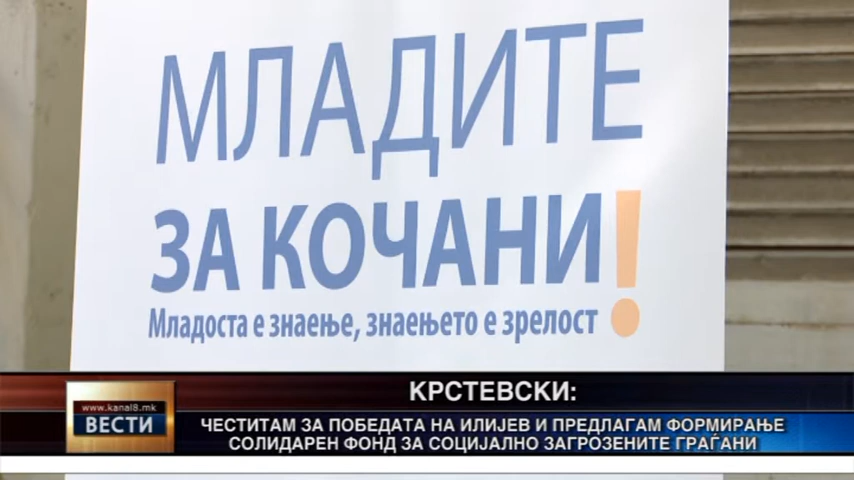 МЛАДИТЕ
ЗА КОЧАНИ!
Младоста е знаење, знаењето е зрелост
КРСТЕВСКИ:
www.kanal8.mk
ВЕСТИ
ЧЕСТИТАМ ЗА ПОБЕДАТА НА ИЛИЈЕВ И ПРЕДЛАГАМ ФОРМИРАЊЕ
СОЛИДАРЕН ФОНД ЗА СОЦИЈАЛНО ЗАГРОЗЕНИТЕ ГРАЃАНИ